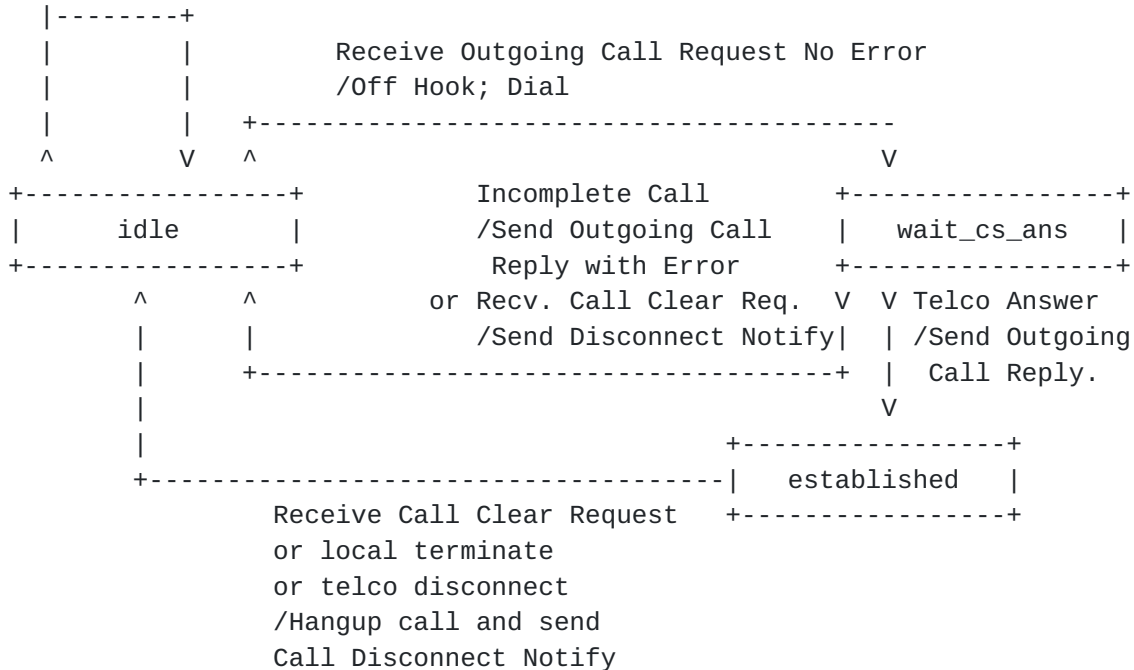 |--------+
|        |         Receive Outgoing Call Request No Error
|        |         /Off Hook; Dial
|        |   +-----------------------------------------
^        V   ^                                        V
+-----------------+           Incomplete Call        +----------------+
|      idle       |           /Send Outgoing Call    |   wait_cs_ans   |
+-----------------+            Reply with Error      +----------------+
^      ^           or Recv. Call Clear Req.  V  V Telco Answer
|      |              /Send Disconnect Notify|  | /Send Outgoing
|      +-------------------------------------+  |  Call Reply.
|                                               V
|                                     +-----------------+
+-------------------------------------|   established   |
Receive Call Clear Request   +-----------------+
or local terminate
or telco disconnect
/Hangup call and send
Call Disconnect Notify